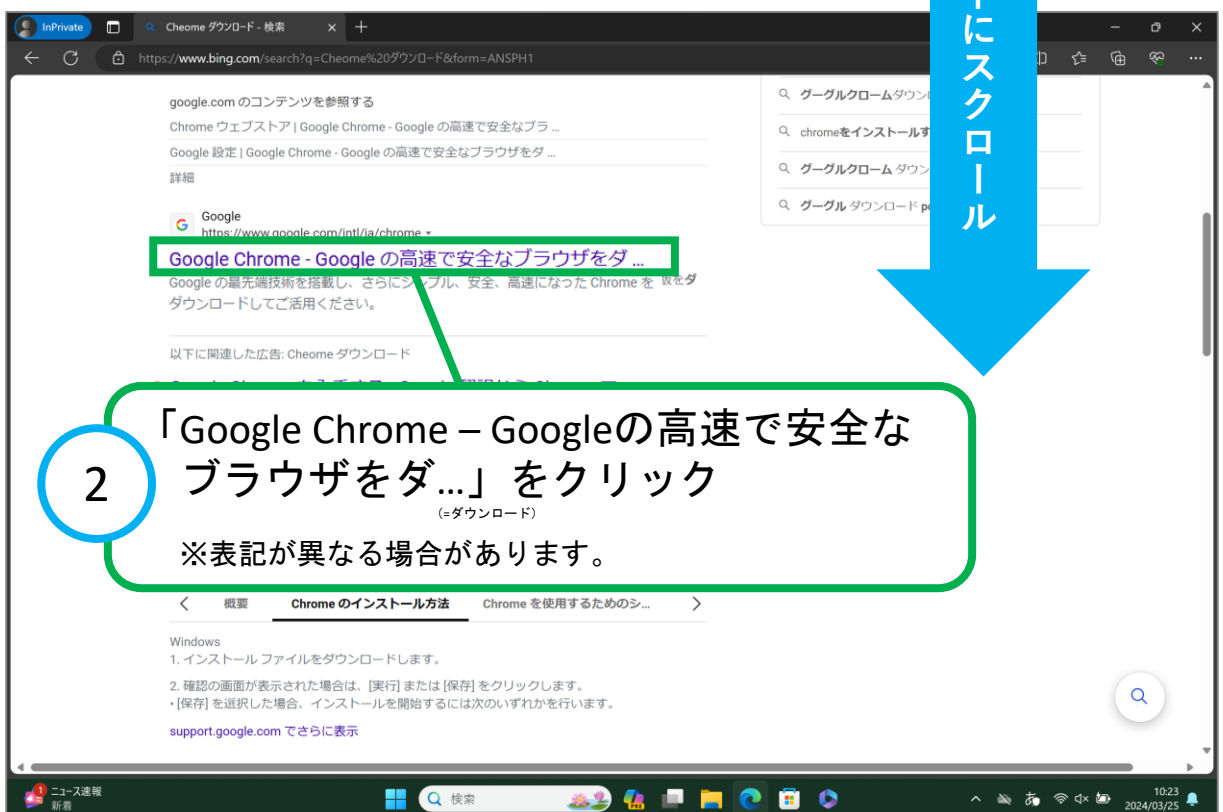 InPrivate
Cheome ダウンロード - 検索
https://www.bing.com/search?q=Cheome%20ダウンロード&form=ANSPH1
にスクロール
google.com のコンテンツを参照する
Chrome ウェブストア | Google Chrome - Google の高速で安全なブラ ...
Google 設定 | Google Chrome - Google の高速で安全なブラウザをダ ...
詳細
グーグルクロームダウン
chromeをインストールす
グーグルクローム ダウン
グーグル ダウンロード
Google
https://www.google.com/intl/ja/chrome
Google Chrome - Google の高速で安全なブラウザをダ ...
Google の最先端技術を搭載し、さらにシンプル、安全、高速になった Chrome を
をダ
ダウンロードしてご活用ください。
以下に関連した広告: Cheome ダウンロード
2
「Google Chrome – Googleの高速で安全な
ブラウザをダ…」をクリック
(=ダウンロード)
※表記が異なる場合があります。
概要 Chrome のインストール方法 Chrome を使用するためのシ...
Windows
1. インストール ファイルをダウンロードします。
2. 確認の画面が表示された場合は、[実行] または [保存] をクリックします。
• [保存] を選択した場合、インストールを開始するには次のいずれかを行います。
support.google.com でさらに表示
1
ニュース速報
新着
検索
PRE
あ
10:23
2024/03/25